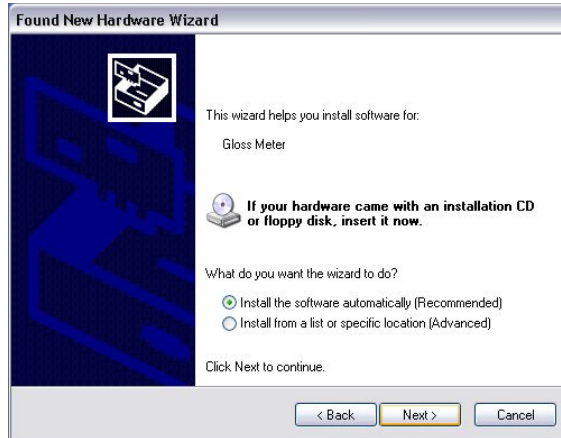 Found New Hardware Wizard
This wizard helps you install software for:
Gloss Meter
If your hardware came with an installation CD
or floppy disk, insert it now.
What do you want the wizard to do?
Install the software automatically (Recommended)
Install from a list or specific location (Advanced)
Click Next to continue.
< Back Next > Cancel